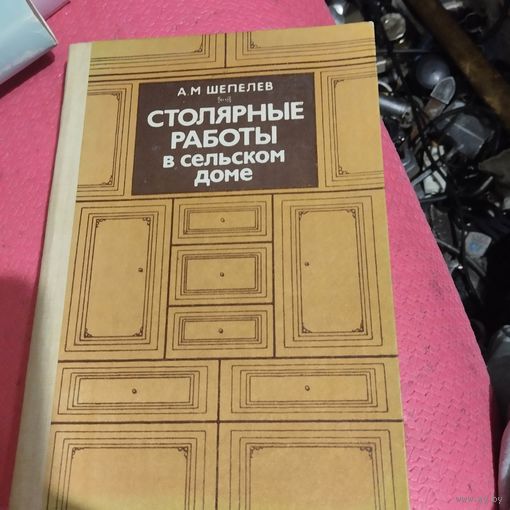 А.М ШЕПЕЛЕВ
СТОЛЯРНЫЕ
РАБОТЫ
В СЕЛЬСКОМ
ДОМЕ